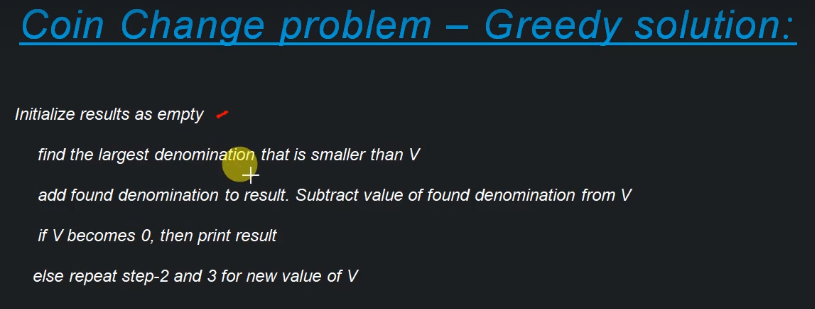 Coin Change problem – Greedy solution:
Initialize results as empty
find the largest denomination that is smaller than V
add found denomination to result. Subtract value of found denomination from V
if V becomes 0, then print result
else repeat step-2 and 3 for new value of V